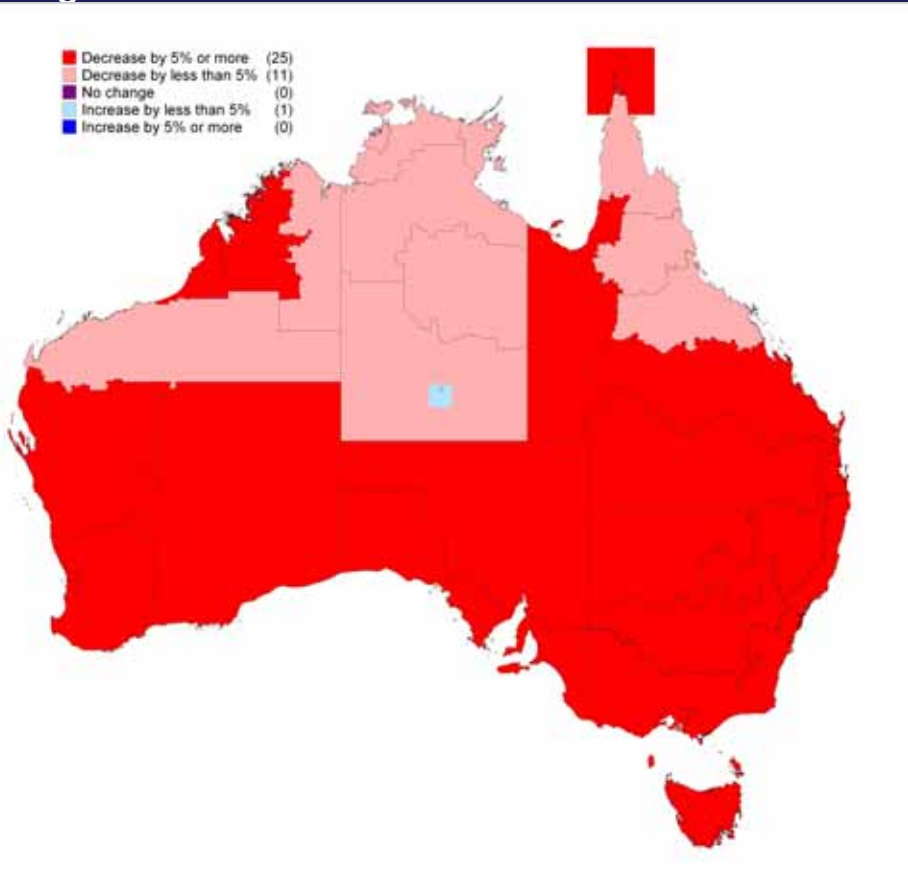 Decrease by 5% or more (25)
Decrease by less than 5% (11)
No change (0)
Increase by less than 5% (1)
Increase by 5% or more (0)